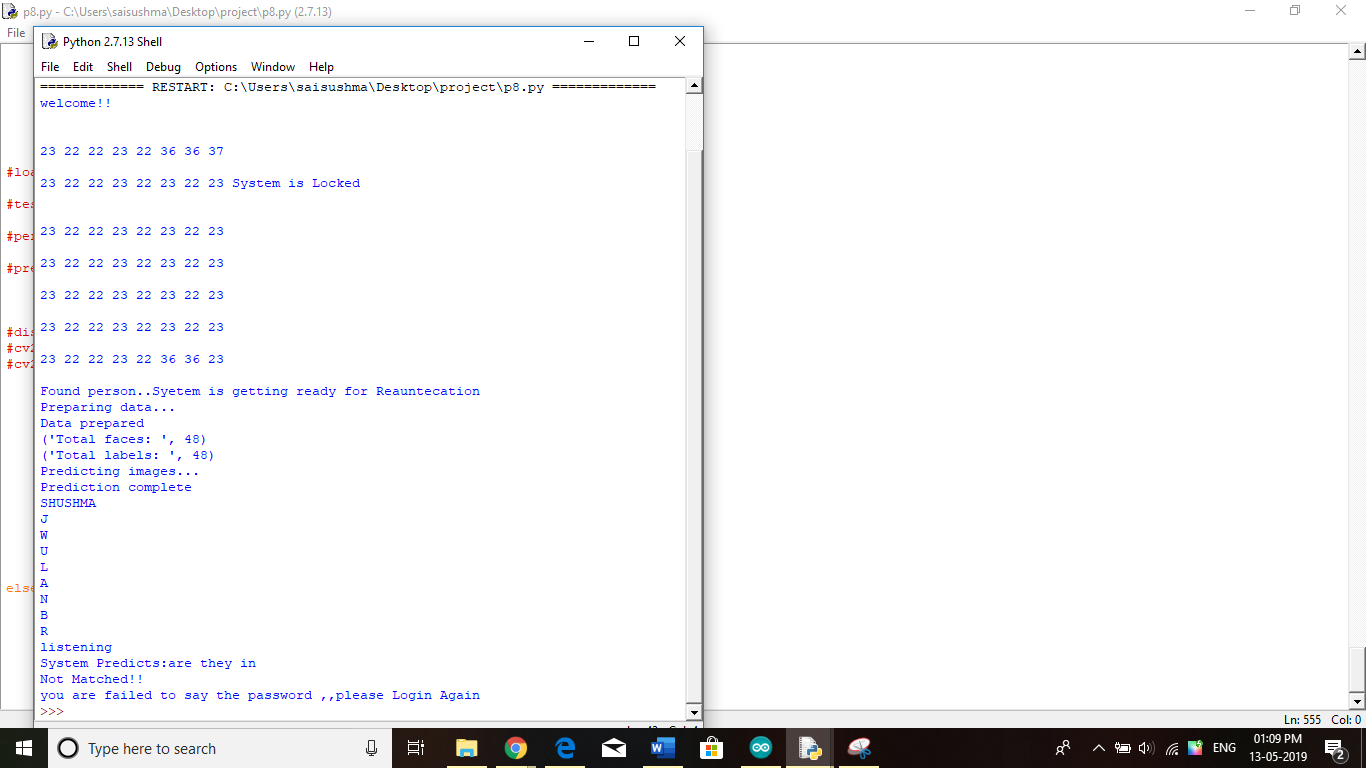 p8.py - C:\Users\saisushma\Desktop\project\p8.py (2.7.13)
File
Python 2.7.13 Shell
File Edit Shell Debug Options Window Help
============= RESTART: C:\Users\saisushma\Desktop\project\p8.py =============
welcome!!
23 22 22 23 22 36 36 37
#loa
23 22 22 23 22 23 22 23 System is Locked
#tes
23 22 22 23 22 23 22 23
#per
23 22 22 23 22 23 22 23
#pre
23 22 22 23 22 23 22 23
23 22 22 23 22 23 22 23
#dis
#cv2
23 22 22 23 22 36 36 23
#cv2
Found person..Syetem is getting ready for Reauntecation
Preparing data...
Data prepared
('Total faces: ', 48)
('Total labels: ', 48)
Predicting images...
Prediction complete
SHUSHMA
J
W
U
L
A
else
N
B
R
listening
System Predicts:are they in
Not Matched!!
you are failed to say the password ,,please Login Again
>>>
Ln: 555 Col: 0
Type here to search
ENG
01:09 PM
13-05-2019
2